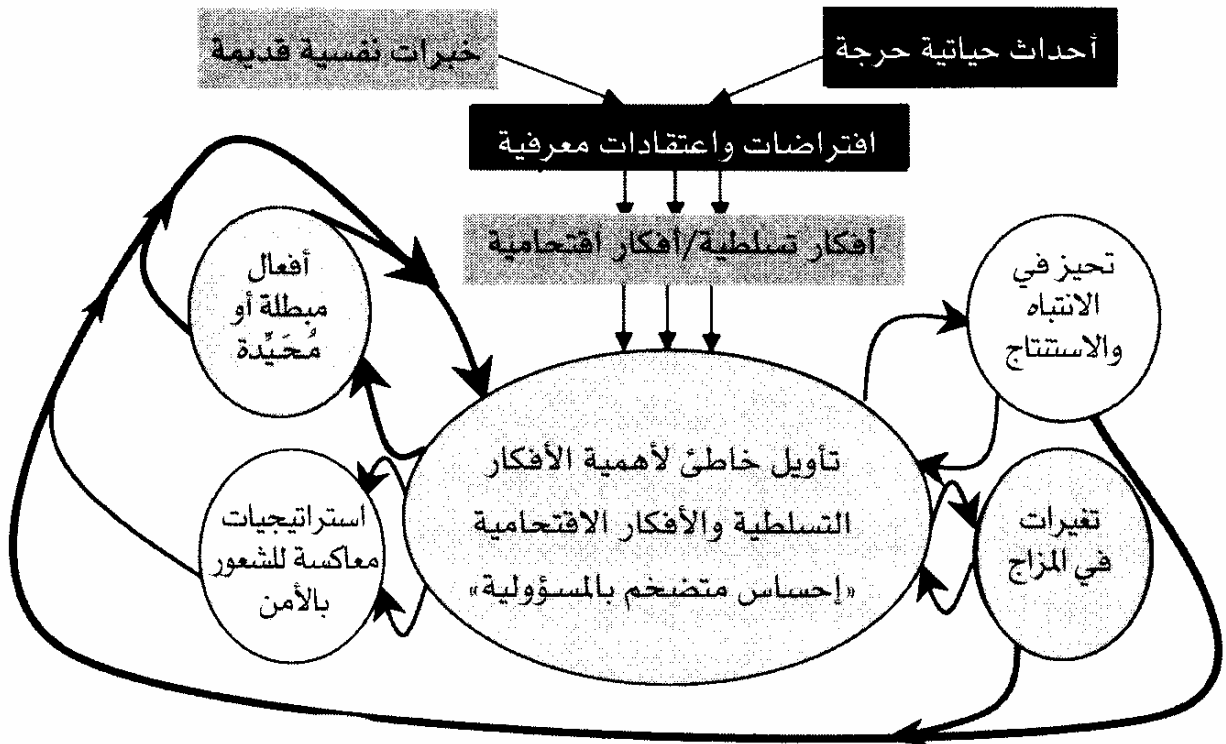 أحداث حياتية حرجة
خبرات نفسية قديمة
افتراضات واعتقادات معرفية
أفكار تسلطية/أفكار اقتحامية
تحيز في
الانتباه
والاستنتاج
أفعال
مبطلة أو
مُحَيِّدة
تأويل خاطئ لأهمية الأفكار
التسلطية والأفكار الاقتحامية
«إحساس متضخم بالمسؤولية»
تغيرات
في المزاج
استراتيجيات
معاكسة للشعور
بالأمن